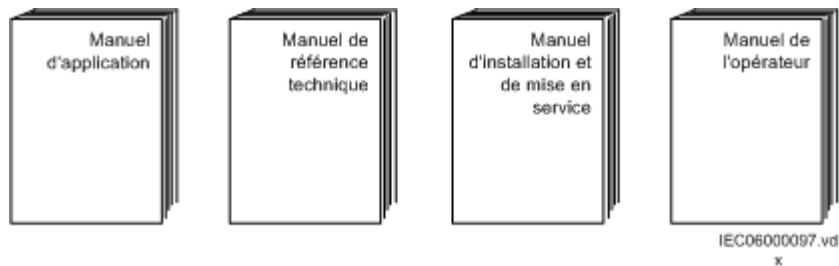 Manuel
d'application
Manuel de
référence
technique
Manuel
d'installation et
de mise en
service
Manuel de
l'opérateur
IEC06000097.vd
x